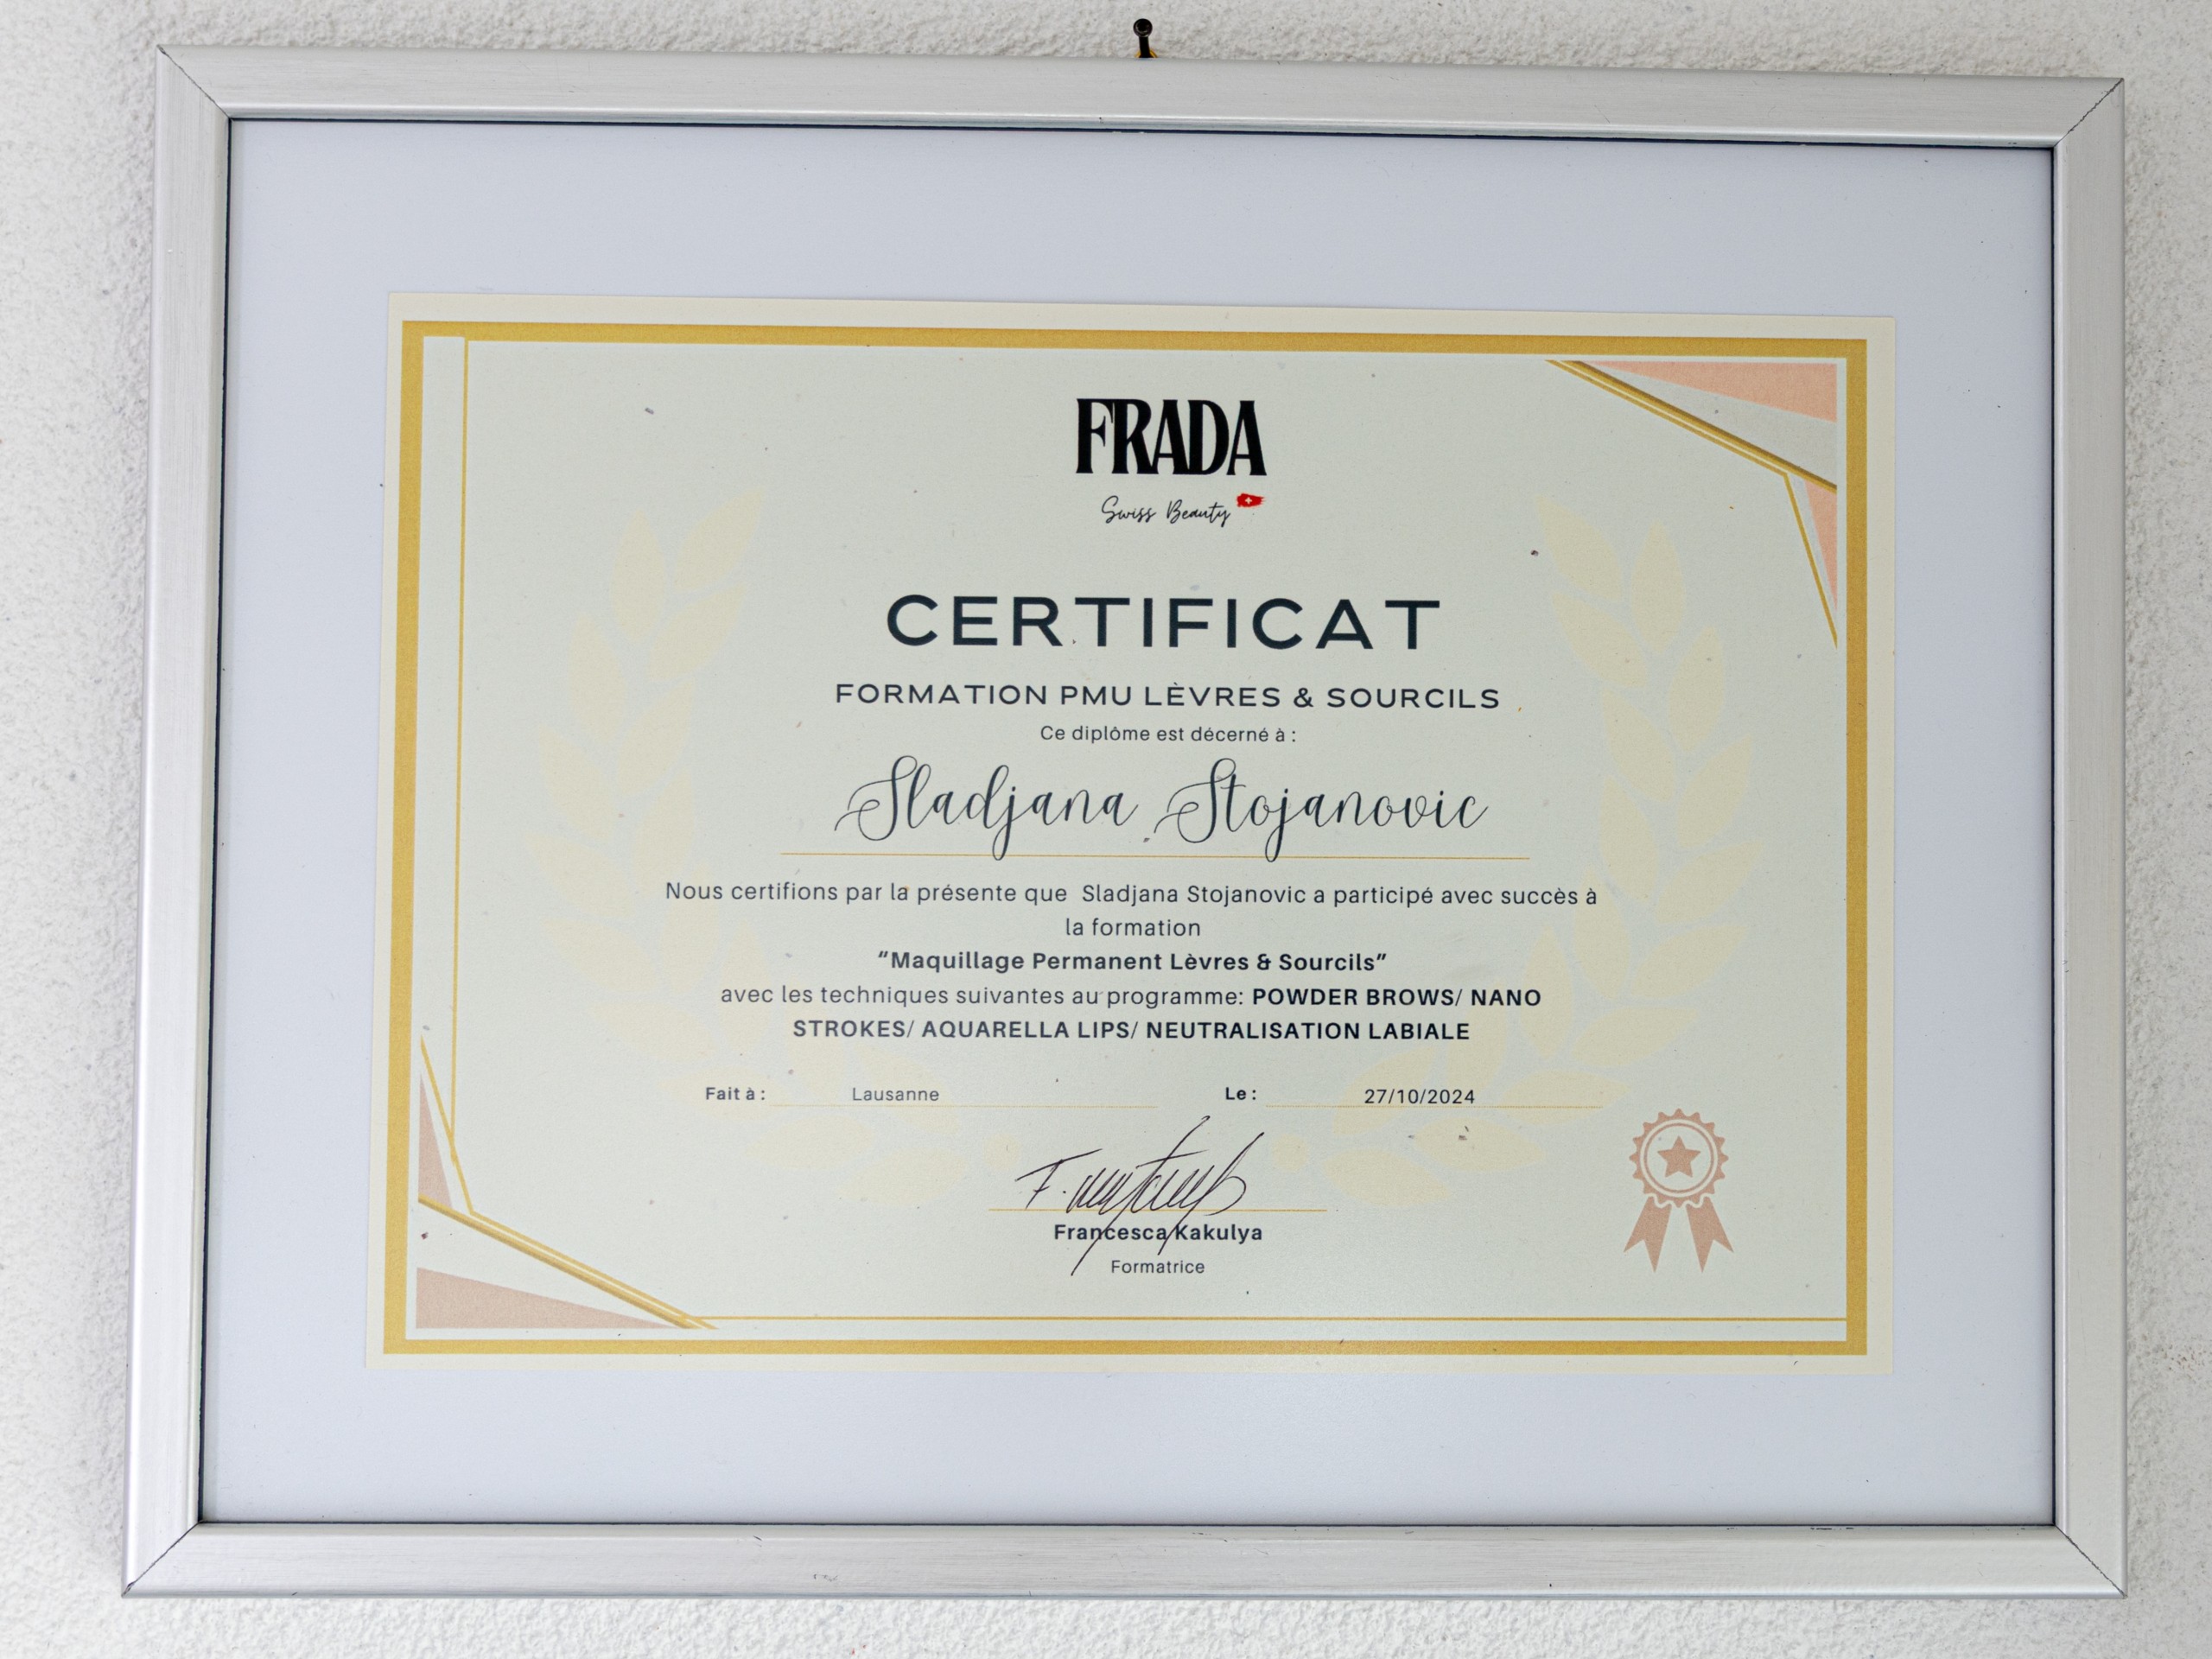 FRADA
Swiss Beauty
CERTIFICAT
FORMATION PMU LÈVRES & SOURCILS
Ce diplôme est décerné à :
Sladjana Stojanovic
Nous certifions par la présente que Sladjana Stojanovic a participé avec succès à
la formation
“Maquillage Permanent Lèvres & Sourcils”
avec les techniques suivantes au programme: POWDER BROWS/ NANO
STROKES/ AQUARELLA LIPS/ NEUTRALISATION LABIALE
Fait à : Lausanne Le : 27/10/2024
Francesca Kakulya
Formatrice